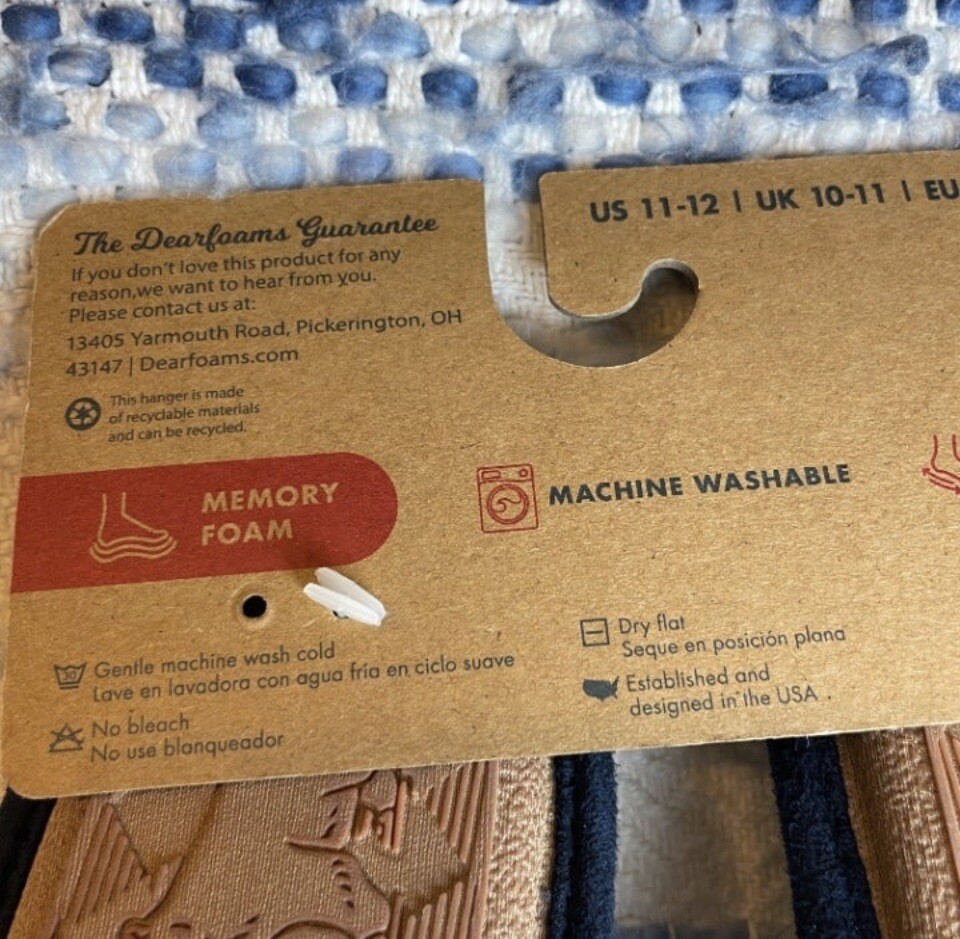 The Dearfoams Guarantee
If you don't love this product for any
reason,we want to hear from you.
Please contact us at:
13405 Yarmouth Road, Pickerington, OH
43147 | Dearfoams.com
This hanger is made
of recyclable materials
and can be recycled.
US 11-12 | UK 10-11 | EU
MEMORY
FOAM
MACHINE WASHABLE
30
Gentle machine wash cold
Lave en lavadora con agua fría en ciclo suave
No bleach
No use blanqueador
Dry flat
Seque en posición plana
Established and
designed in the USA .